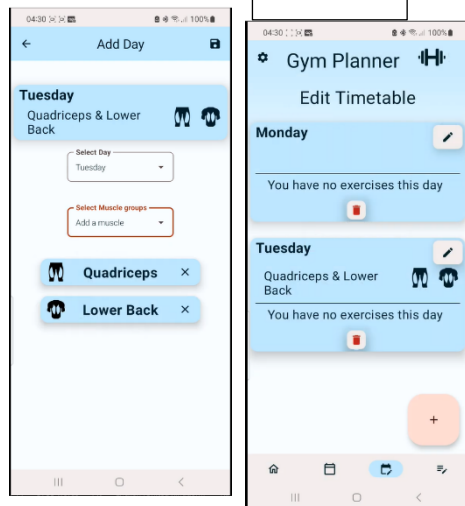 04:30
100%
Add Day
Tuesday
Quadriceps & Lower
Back
Select Day
Tuesday
Select Muscle groups
Add a muscle
Quadriceps ×
Lower Back ×
04:30
100%
Gym Planner
Edit Timetable
Monday
You have no exercises this day
Tuesday
Quadriceps & Lower
Back
You have no exercises this day
+